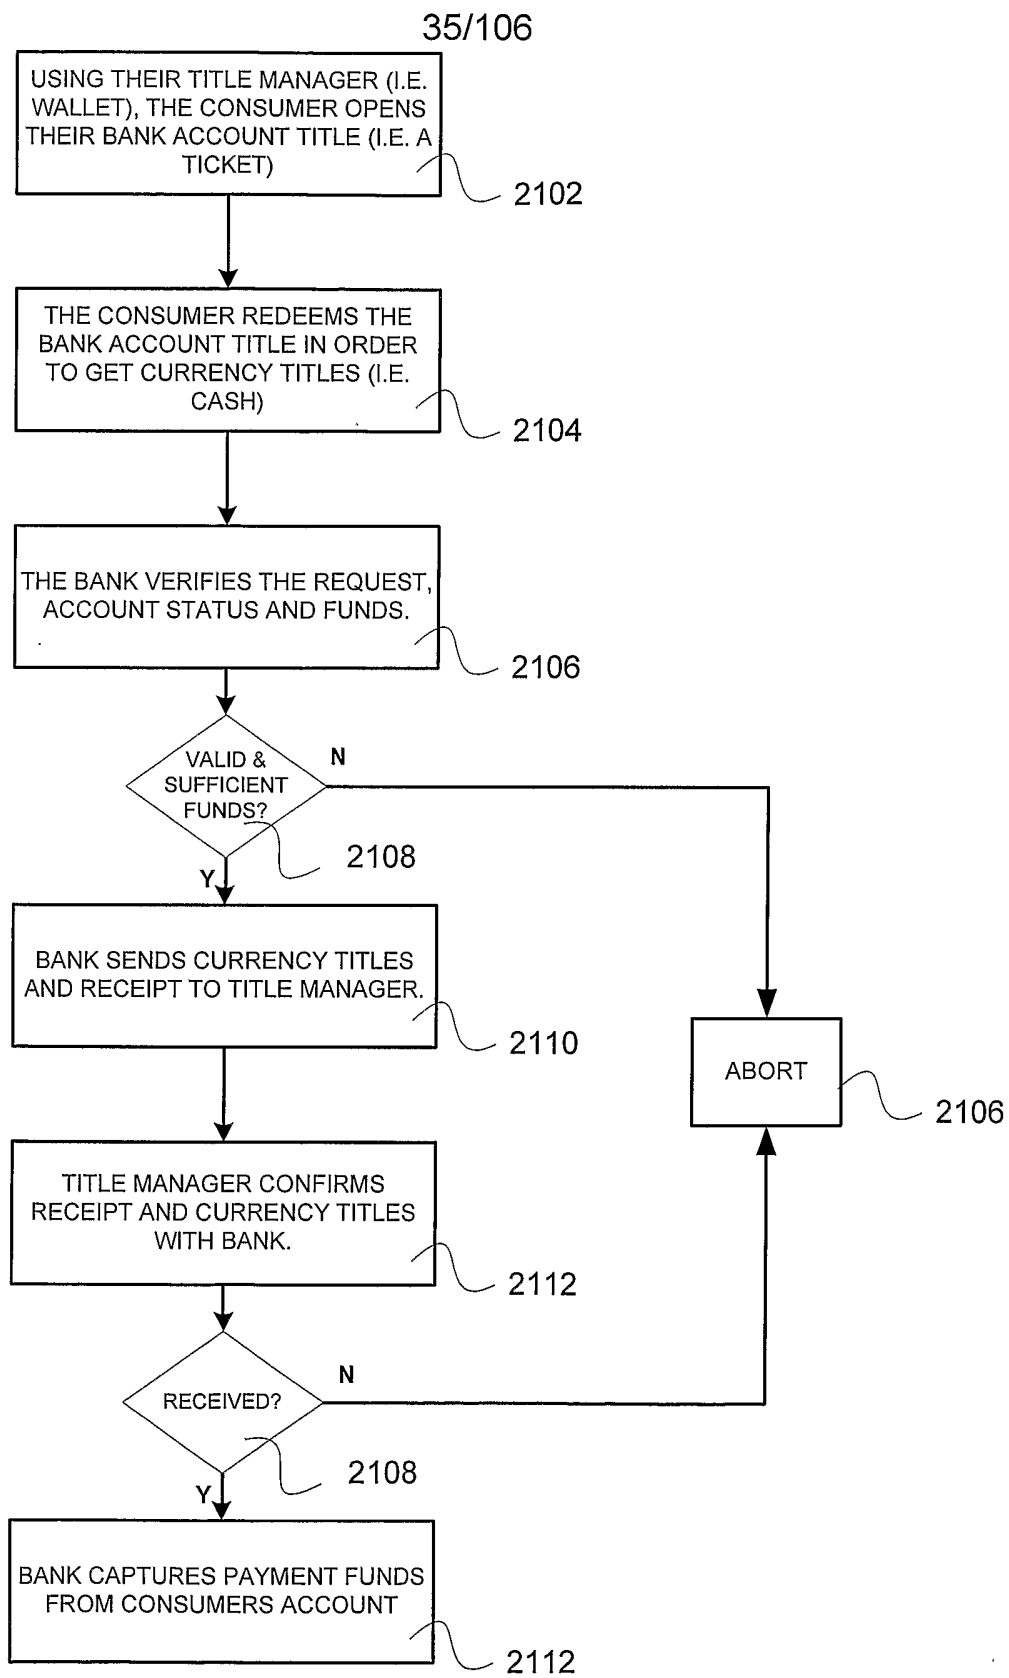 35/106
USING THEIR TITLE MANAGER (I.E.
WALLET), THE CONSUMER OPENS
THEIR BANK ACCOUNT TITLE (I.E. A
TICKET)
2102
THE CONSUMER REDEEMS THE
BANK ACCOUNT TITLE IN ORDER
TO GET CURRENCY TITLES (I.E.
CASH)
2104
THE BANK VERIFIES THE REQUEST,
ACCOUNT STATUS AND FUNDS.
2106
VALID &
SUFFICIENT
FUNDS?
N
2108
Y
BANK SENDS CURRENCY TITLES
AND RECEIPT TO TITLE MANAGER.
2110
ABORT
2106
TITLE MANAGER CONFIRMS
RECEIPT AND CURRENCY TITLES
WITH BANK.
2112
RECEIVED?
N
2108
Y
BANK CAPTURES PAYMENT FUNDS
FROM CONSUMERS ACCOUNT
2112